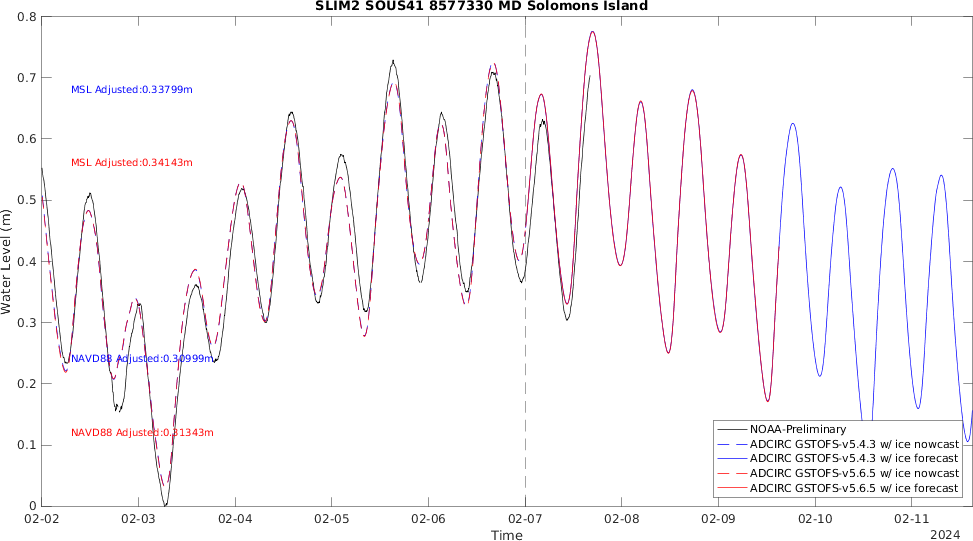 SLIM2 SOUS41 8577330 MD Solomons Island
0.8
0.7
0.6
0.5
0.4
0.3
0.2
0.1
0
Water Level (m)
MSL Adjusted:0.33799m
MSL Adjusted:0.34143m
NAVD88 Adjusted:0.30999m
NAVD88 Adjusted:0.31343m
NOAA-Preliminary
ADCIRC GSTOFS-v5.4.3 w/ ice nowcast
ADCIRC GSTOFS-v5.4.3 w/ ice forecast
ADCIRC GSTOFS-v5.6.5 w/ ice nowcast
ADCIRC GSTOFS-v5.6.5 w/ ice forecast
02-02 02-03 02-04 02-05 02-06 02-07 02-08 02-09 02-10 02-11
Time
2024